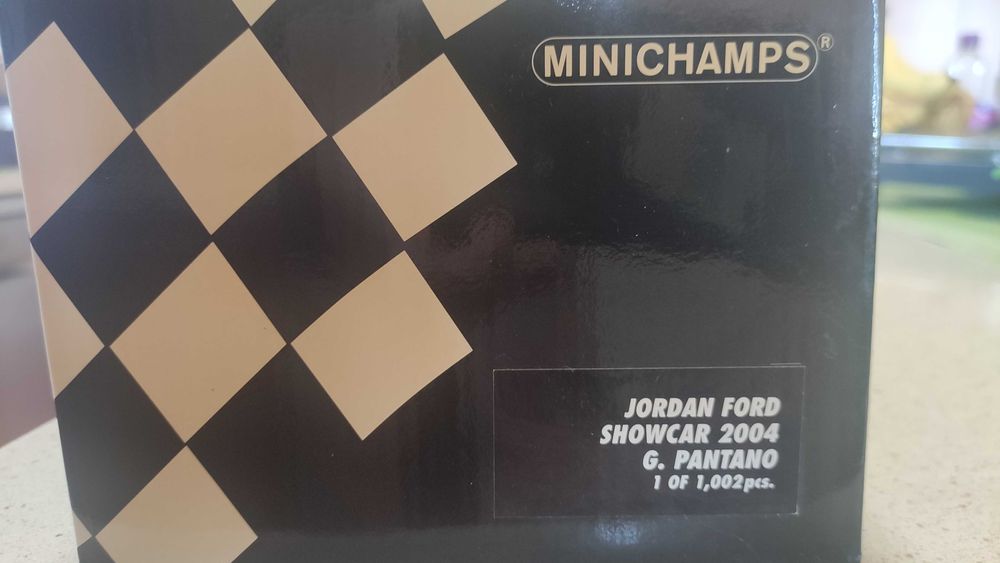 MINICHAMPS®
JORDAN FORD
SHOWCAR 2004
G. PANTANO
1 OF 1,002pcs.